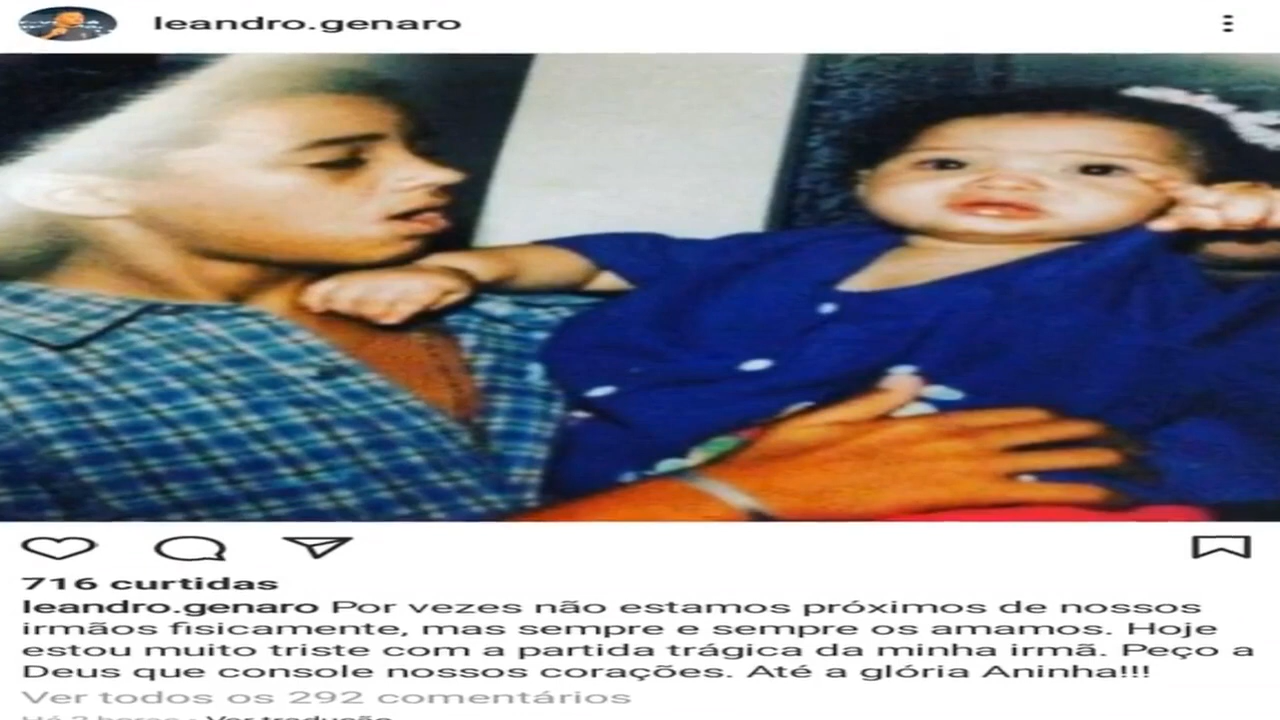 leandro.genaro
716 curtidas
leandro.genaro Por vezes não estamos próximos de nossos
irmãos fisicamente, mas sempre e sempre os amamos. Hoje
estou muito triste com a partida trágica da minha irmã. Peço a
Deus que console nossos corações. Até a glória Aninha!!!
Ver todos os 292 comentários
Ver tradução